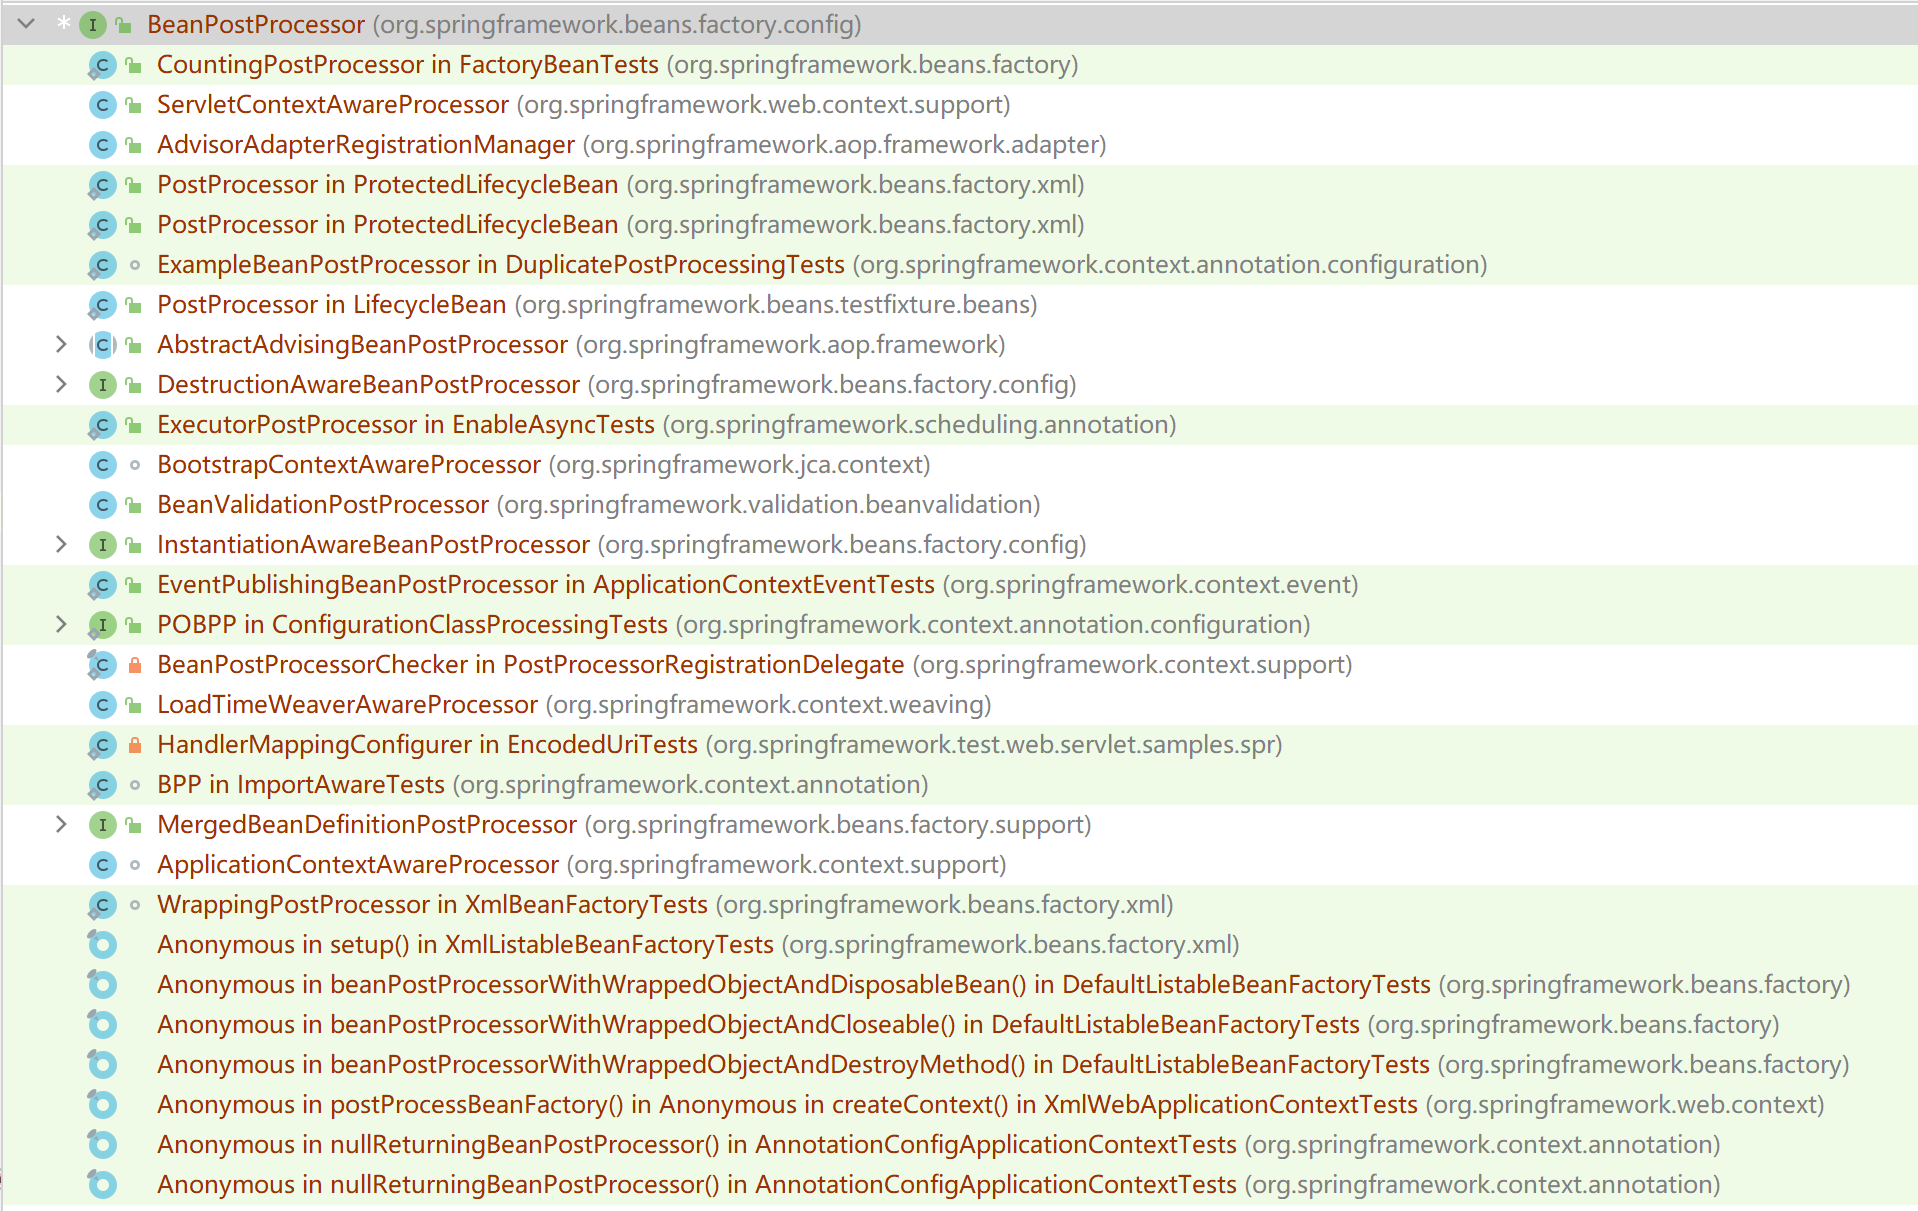 * I BeanPostProcessor (org.springframework.beans.factory.config)
C CountingPostProcessor in FactoryBeanTests (org.springframework.beans.factory)
C ServletContextAwareProcessor (org.springframework.web.context.support)
C AdvisorAdapterRegistrationManager (org.springframework.aop.framework.adapter)
C PostProcessor in ProtectedLifecycleBean (org.springframework.beans.factory.xml)
C PostProcessor in ProtectedLifecycleBean (org.springframework.beans.factory.xml)
C ExampleBeanPostProcessor in DuplicatePostProcessingTests (org.springframework.context.annotation.configuration)
C PostProcessor in LifecycleBean (org.springframework.beans.testfixture.beans)
C AbstractAdvisingBeanPostProcessor (org.springframework.aop.framework)
I DestructionAwareBeanPostProcessor (org.springframework.beans.factory.config)
C ExecutorPostProcessor in EnableAsyncTests (org.springframework.scheduling.annotation)
C BootstrapContextAwareProcessor (org.springframework.jca.context)
C BeanValidationPostProcessor (org.springframework.validation.beanvalidation)
I InstantiationAwareBeanPostProcessor (org.springframework.beans.factory.config)
C EventPublishingBeanPostProcessor in ApplicationContextEventTests (org.springframework.context.event)
I POBPP in ConfigurationClassProcessingTests (org.springframework.context.annotation.configuration)
C BeanPostProcessorChecker in PostProcessorRegistrationDelegate (org.springframework.context.support)
C LoadTimeWeaverAwareProcessor (org.springframework.context.weaving)
C HandlerMappingConfigurer in EncodedUriTests (org.springframework.test.web.servlet.samples.spr)
C BPP in ImportAwareTests (org.springframework.context.annotation)
I MergedBeanDefinitionPostProcessor (org.springframework.beans.factory.support)
C ApplicationContextAwareProcessor (org.springframework.context.support)
C WrappingPostProcessor in XmlBeanFactoryTests (org.springframework.beans.factory.xml)
Anonymous in setup() in XmlListableBeanFactoryTests (org.springframework.beans.factory.xml)
Anonymous in beanPostProcessorWithWrappedObjectAndDisposableBean() in DefaultListableBeanFactoryTests (org.springframework.beans.factory)
Anonymous in beanPostProcessorWithWrappedObjectAndCloseable() in DefaultListableBeanFactoryTests (org.springframework.beans.factory)
Anonymous in beanPostProcessorWithWrappedObjectAndDestroyMethod() in DefaultListableBeanFactoryTests (org.springframework.beans.factory)
Anonymous in postProcessBeanFactory() in Anonymous in createContext() in XmlWebApplicationContextTests (org.springframework.web.context)
Anonymous in nullReturningBeanPostProcessor() in AnnotationConfigApplicationContextTests (org.springframework.context.annotation)
Anonymous in nullReturningBeanPostProcessor() in AnnotationConfigApplicationContextTests (org.springframework.context.annotation)